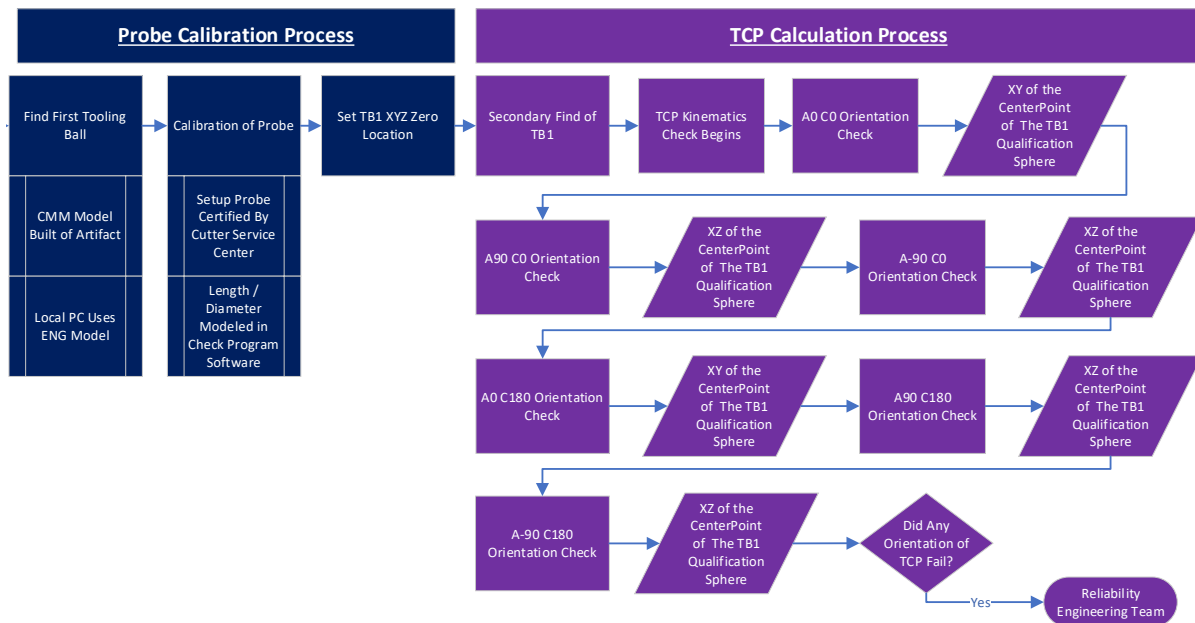 Probe Calibration Process
TCP Calculation Process
Find First Tooling
Ball
Calibration of Probe
Set TB1 XYZ Zero
Location
Secondary Find of
TB1
TCP Kinematics
Check Begins
A0 C0 Orientation
Check
XY of the
CenterPoint
of The TB1
Qualification
Sphere
CMM Model
Built of Artifact
Setup Probe
Certified By
Cutter Service
Center
Local PC Uses
ENG Model
Length /
Diameter
Modeled in
Check Program
Software
A90 C0 Orientation
Check
XZ of the
CenterPoint
of The TB1
Qualification
Sphere
A-90 C0
Orientation Check
XZ of the
CenterPoint
of The TB1
Qualification
Sphere
A0 C180 Orientation
Check
XY of the
CenterPoint
of The TB1
Qualification
Sphere
A90 C180
Orientation Check
XZ of the
CenterPoint
of The TB1
Qualification
Sphere
A-90 C180
Orientation Check
XZ of the
CenterPoint
of The TB1
Qualification
Sphere
Did Any
Orientation of
TCP Fail?
Yes
Reliability
Engineering Team